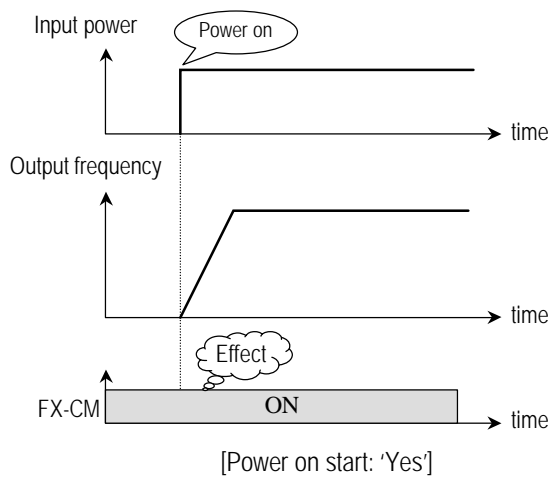 Input power
Power on
time
Output frequency
time
Effect
FX-CM
ON
time
[Power on start: 'Yes']